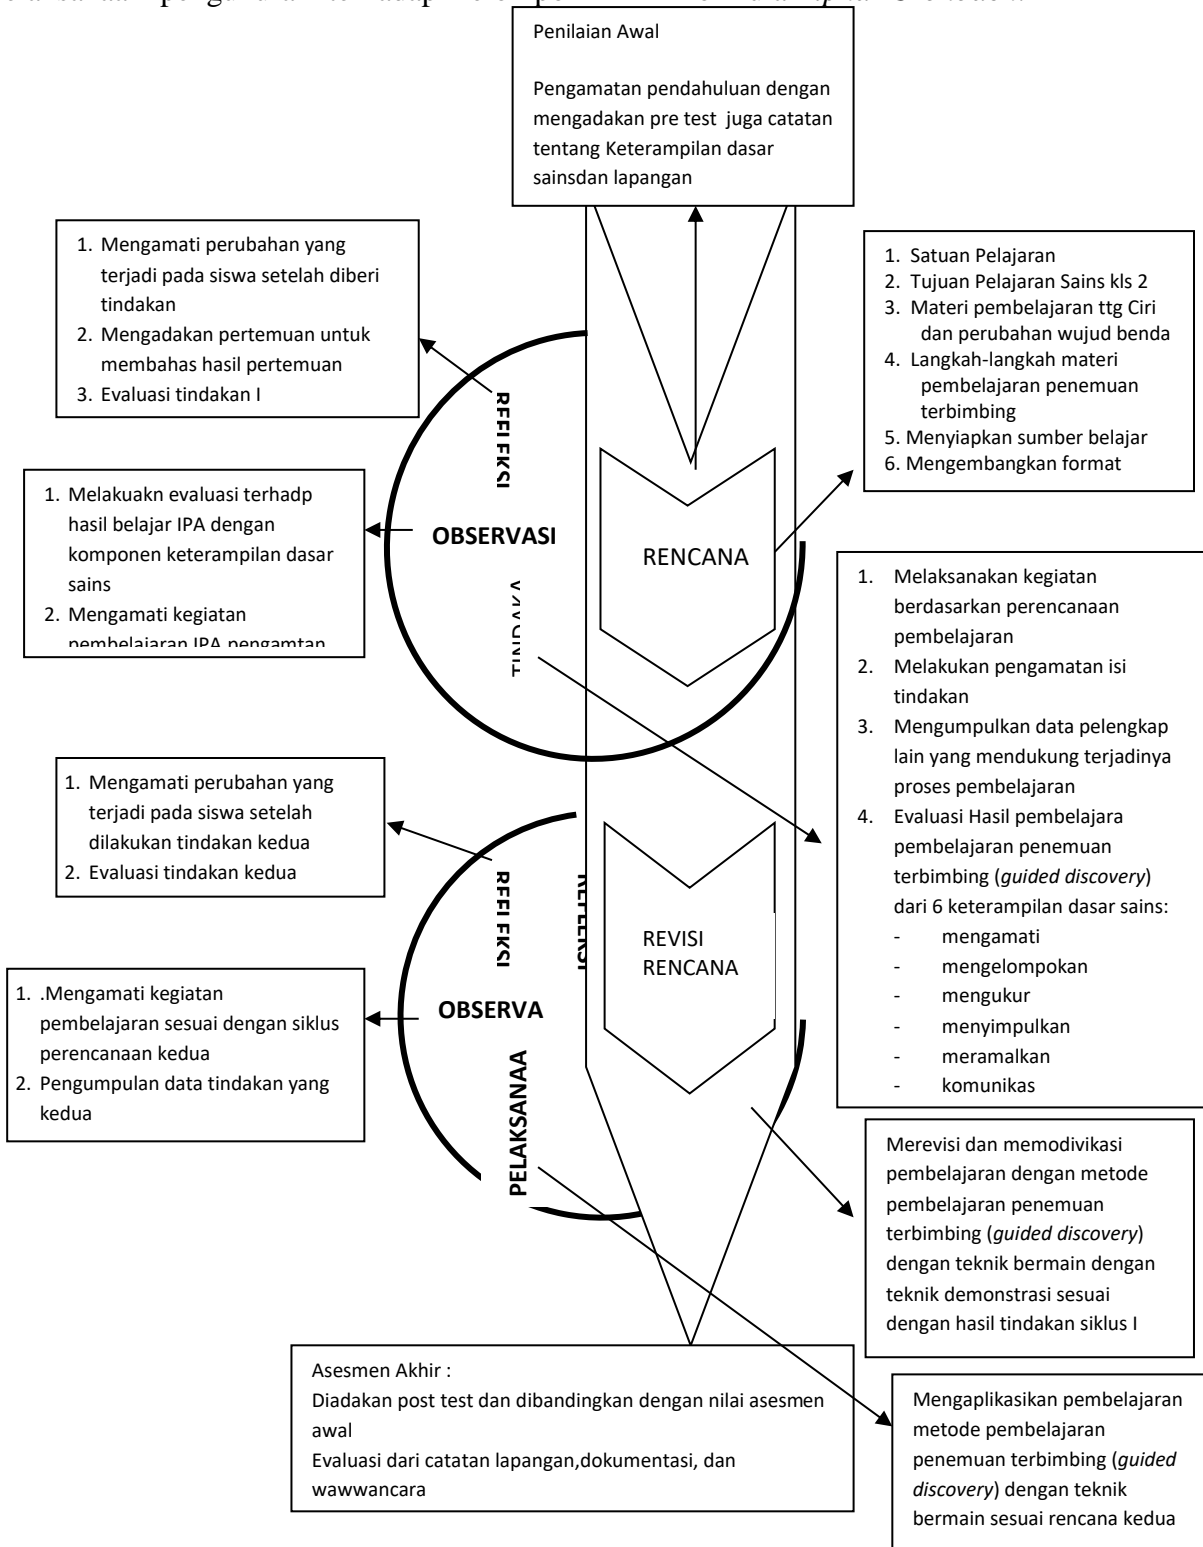 Penilaian Awal
Pengamatan pendahuluan dengan
mengadakan pre test juga catatan
tentang Keterampilan dasar
sainsdan lapangan
1. Mengamati perubahan yang
terjadi pada siswa setelah diberi
tindakan
2. Mengadakan pertemuan untuk
membahas hasil pertemuan
3. Evaluasi tindakan I
1. Satuan Pelajaran
2. Tujuan Pelajaran Sains kls 2
3. Materi pembelajaran ttg Ciri
dan perubahan wujud benda
4. Langkah-langkah materi
pembelajaran penemuan
terbimbing
5. Menyiapkan sumber belajar
6. Mengembangkan format
REFLEKSI
1. Melakuakn evaluasi terhadp
hasil belajar IPA dengan
komponen keterampilan dasar
sains
2. Mengamati kegiatan
pembelajaran IPA pengamtan
OBSERVASI
RENCANA
TINDAKA
1. Melaksanakan kegiatan
berdasarkan perencanaan
pembelajaran
2. Melakukan pengamatan isi
tindakan
3. Mengumpulkan data pelengkap
lain yang mendukung terjadinya
proses pembelajaran
4. Evaluasi Hasil pembelajara
pembelajaran penemuan
terbimbing (guided discovery)
dari 6 keterampilan dasar sains:
- mengamati
- mengelompokan
- mengukur
- menyimpulkan
- meramalkan
- komunikas
1. Mengamati perubahan yang
terjadi pada siswa setelah
dilakukan tindakan kedua
2. Evaluasi tindakan kedua
REFLEKSI
REFLEKSI
REVISI
RENCANA
1. .Mengamati kegiatan
pembelajaran sesuai dengan siklus
perencanaan kedua
2. Pengumpulan data tindakan yang
kedua
OBSERVA
PELAKSANAA
Merevisi dan memodivikasi
pembelajaran dengan metode
pembelajaran penemuan
terbimbing (guided discovery)
dengan teknik bermain dengan
teknik demonstrasi sesuai
dengan hasil tindakan siklus I
Asesmen Akhir :
Diadakan post test dan dibandingkan dengan nilai asesmen
awal
Evaluasi dari catatan lapangan,dokumentasi, dan
wawwancara
Mengaplikasikan pembelajaran
metode pembelajaran
penemuan terbimbing (guided
discovery) dengan teknik
bermain sesuai rencana kedua